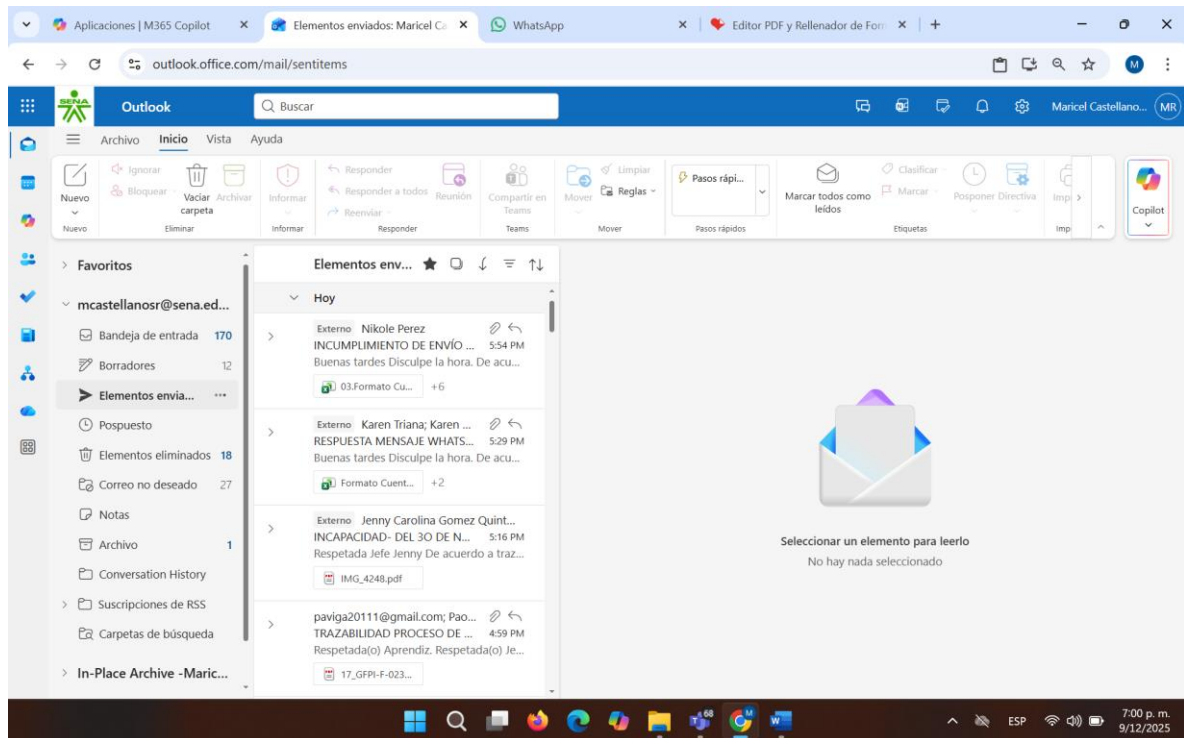 Aplicaciones | M365 Copilot
Elementos enviados: Maricel Ca
WhatsApp
Editor PDF y Rellenador de Forn
outlook.office.com/mail/sentitems
M
SENA
Outlook
Buscar
Maricel Castellano...
MR
Archivo Inicio Vista Ayuda
Nuevo
Ignorar
Bloquear
Vaciar carpeta
Archivar
Informar
Responder
Responder a todos
Reenviar
Reunión
Compartir en Teams
Mover
Limpiar
Reglas
Pasos rápi...
Marcar todos como leídos
Clasificar
Marcar
Posponer
Directiva
Imp
Copilot
Nuevo Eliminar Informar Responder Teams Mover Pasos rápidos Etiquetas Imp
Favoritos
mcastellanosr@sena.ed...
Bandeja de entrada 170
Borradores 12
Elementos envia... ...
Pospuesto
Elementos eliminados 18
Correo no deseado 27
Notas
Archivo 1
Conversation History
Suscripciones de RSS
Carpetas de búsqueda
In-Place Archive -Maric...
Elementos env...
Hoy
Externo Nikole Perez
INCUMPLIMIENTO DE ENVÍO ... 5:54 PM
Buenas tardes Disculpe la hora. De acu...
03.Formato Cu... +6
Externo Karen Triana; Karen ...
RESPUESTA MENSAJE WHATS... 5:29 PM
Buenas tardes Disculpe la hora. De acu...
Formato Cuent... +2
Externo Jenny Carolina Gomez Quint...
INCAPACIDAD- DEL 3O DE N... 5:16 PM
Respetada Jefe Jenny De acuerdo a traz...
IMG_4248.pdf
paviga20111@gmail.com; Pao...
TRAZABILIDAD PROCESO DE ... 4:59 PM
Respetada(o) Aprendiz. Respetada(o) Je...
17_GFPI-F-023...
Seleccionar un elemento para leerlo
No hay nada seleccionado
68
ESP
7:00 p. m.
9/12/2025